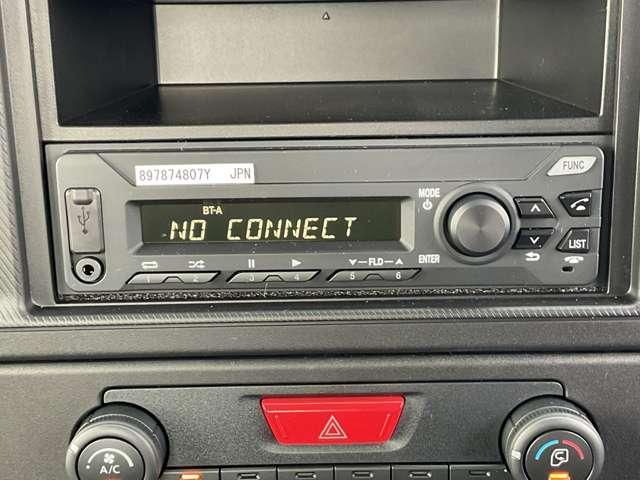 897874807Y JPN
FUNC
MODE
BT-A
NO CONNECT
LIST
FLD
ENTER
1 2 3 4 5 6
A/C